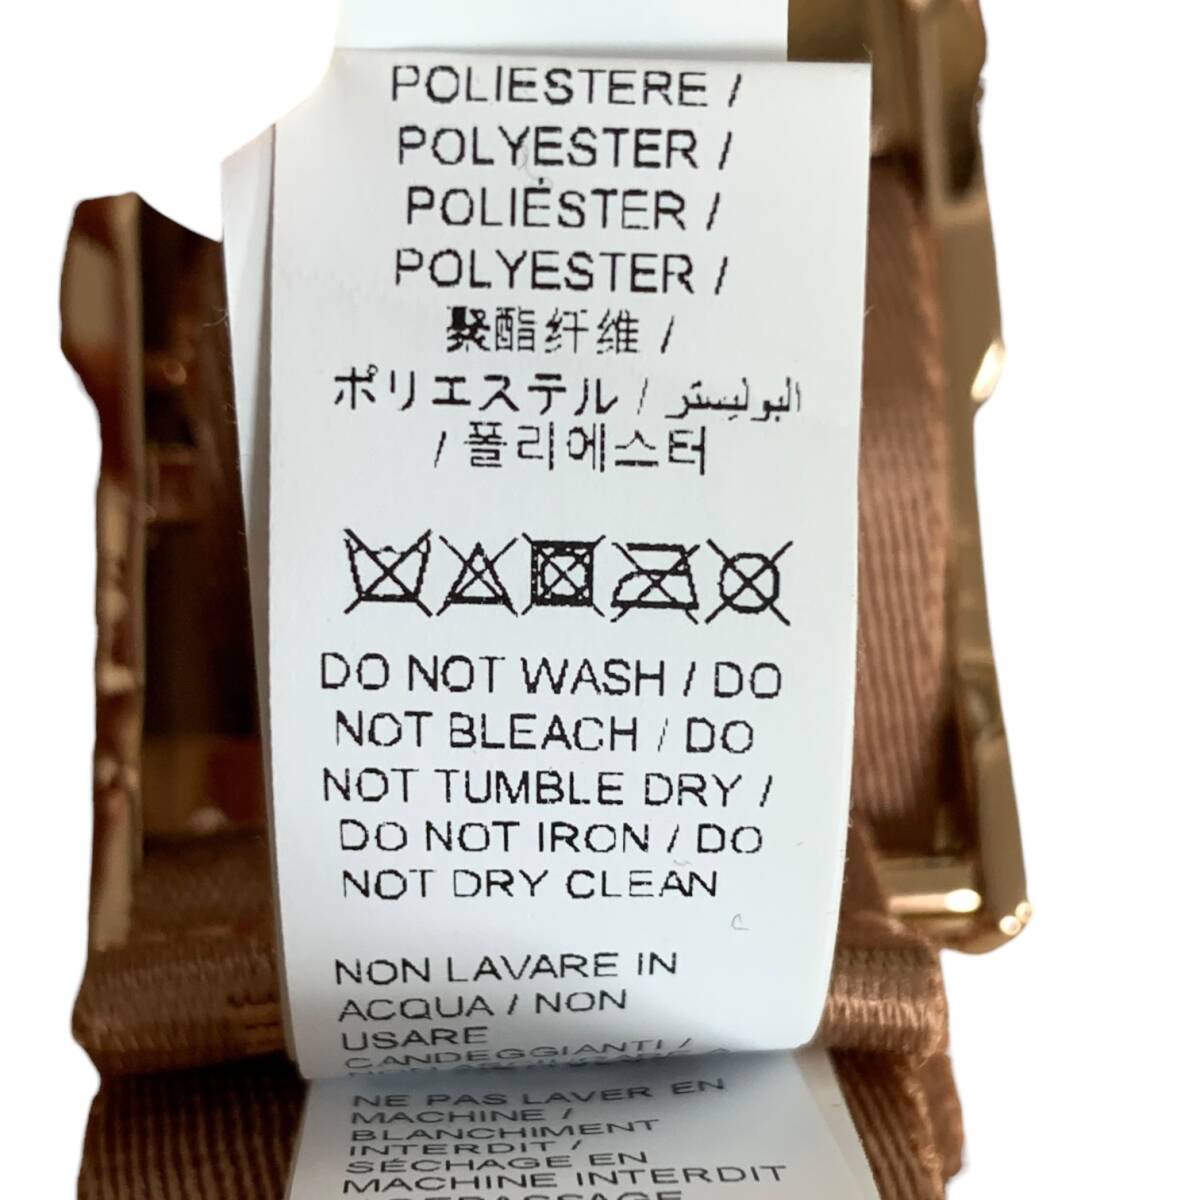 POLIESTERE /
POLYESTER /
POLIÉSTER /
POLYESTER /
聚酯纤维 /
ポリエステル / البوليستر
/ 폴리에스터
DO NOT WASH / DO
NOT BLEACH / DO
NOT TUMBLE DRY /
DO NOT IRON / DO
NOT DRY CLEAN
NON LAVARE IN
ACQUA / NON
USARE
CANDEGGIANTI /
NE PAS LAVER EN
MACHINE /
BLANCHIMENT
INTERDIT /
SÉCHAGE EN
MACHINE INTERDIT